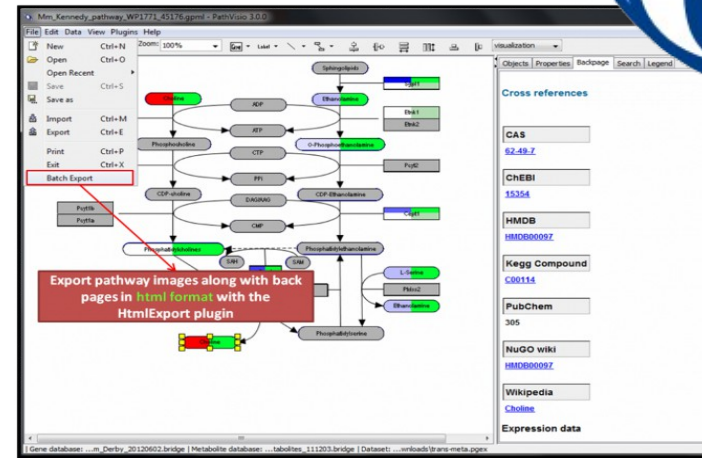 Mm_Kennedy_pathway_WP1771_45176.gpml - PathVisio 3.0.0
File Edit Data View Plugins Help
New Ctrl+N
Open Ctrl+O
Open Recent
Save Ctrl+S
Save as
Import Ctrl+M
Export Ctrl+E
Print Ctrl+P
Exit Ctrl+X
Batch Export
Zoom: 100%
Gene
Label
visualization
Sphingolipids
Choline
ADP
Ethanolamine
Etnk1
Etnk2
ATP
Phosphocholine
O-Phosphoethanolamine
CTP
Pcyt2
PPi
CDP-choline
DAG/AAG
CDP-Ethanolamine
Pcyt1b
Pcyt1a
CMP
Cept1
Phosphatidylcholines
Phosphatidylethanolamine
SAH
SAM
L-Serine
Ptdss2
Ethanolamine
Phosphatidylserine
Choline
Export pathway images along with back
pages in html format with the
HtmlExport plugin
Objects Properties Backpage Search Legend
Cross references
CAS
62-49-7
ChEBI
15354
HMDB
HMDB00097
Kegg Compound
C00114
PubChem
305
NuGO wiki
HMDB00097
Wikipedia
Choline
Expression data
| Gene database: ...m_Derby_20120602.bridge | Metabolite database: ...tabolites_111203.bridge | Dataset: ...wnloads\trans-meta.pgex